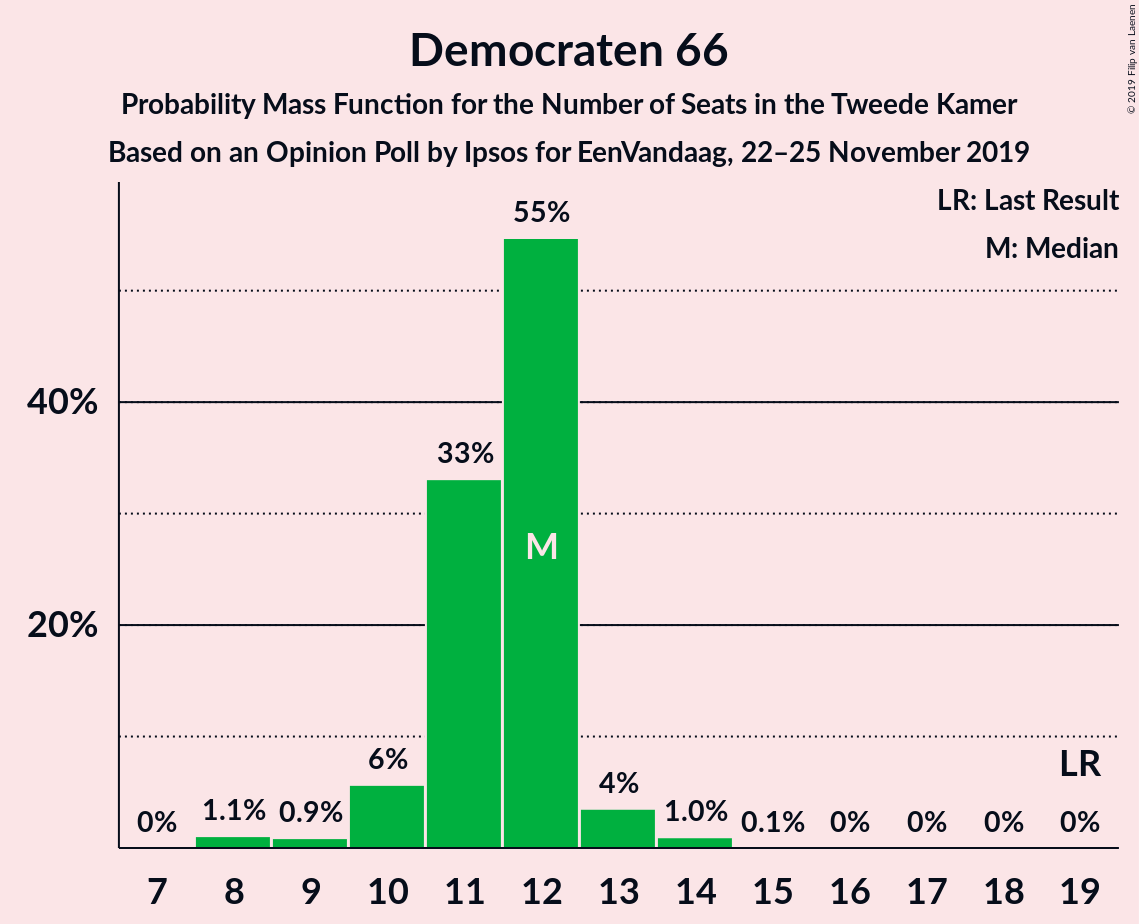 Democraten 66
Probability Mass Function for the Number of Seats in the Tweede Kamer
Based on an Opinion Poll by Ipsos for EenVandaag, 22–25 November 2019
© 2019 Filip van Laenen
LR: Last Result
M: Median
40%
20%
0%
1.1%
0.9%
6%
33%
55%
M
4%
1.0%
0.1%
0%
0%
0%
LR
0%
7 8 9 10 11 12 13 14 15 16 17 18 19